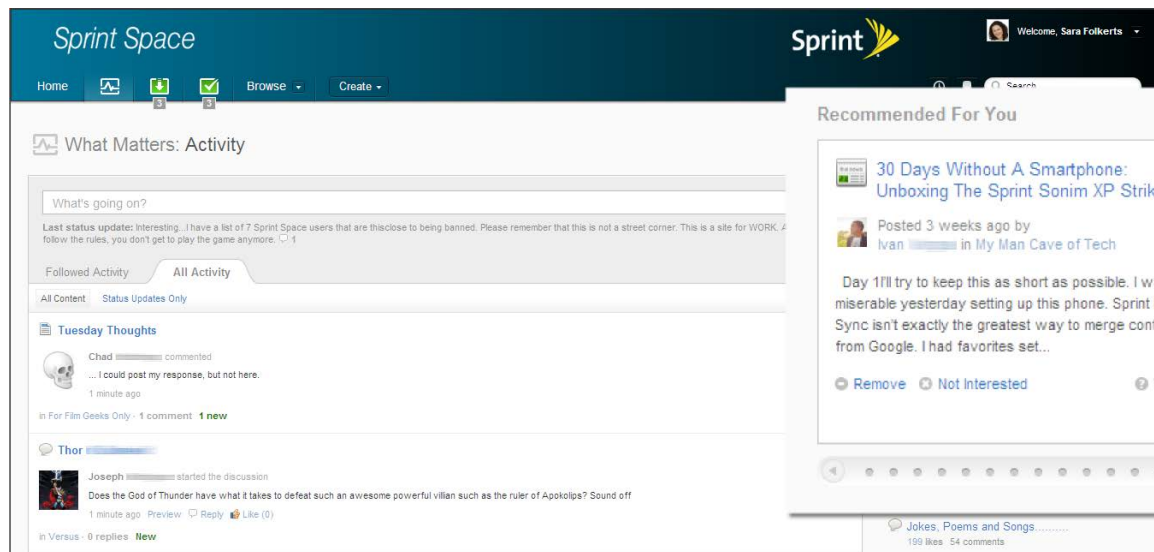 Sprint Space
Sprint
Welcome, Sara Folkerts
Home
3
3
Browse
Create
Search
What Matters: Activity
What's going on?
Last status update: Interesting...I have a list of 7 Sprint Space users that are thisclose to being banned. Please remember that this is not a street corner. This is a site for WORK. A
follow the rules, you don't get to play the game anymore. 1
Followed Activity
All Activity
All Content
Status Updates Only
Tuesday Thoughts
Chad commented
... I could post my response, but not here.
1 minute ago
in For Film Geeks Only - 1 comment 1 new
Thor
Joseph started the discussion
Does the God of Thunder have what it takes to defeat such an awesome powerful villian such as the ruler of Apokolips? Sound off
1 minute ago Preview Reply Like (0)
in Versus - 0 replies New
Recommended For You
30 Days Without A Smartphone:
Unboxing The Sprint Sonim XP Strik
Posted 3 weeks ago by
Ivan in My Man Cave of Tech
Day 1I'll try to keep this as short as possible. I w
miserable yesterday setting up this phone. Sprint
Sync isn't exactly the greatest way to merge cont
from Google. I had favorites set...
Remove Not Interested
Jokes, Poems and Songs..........
199 likes 54 comments